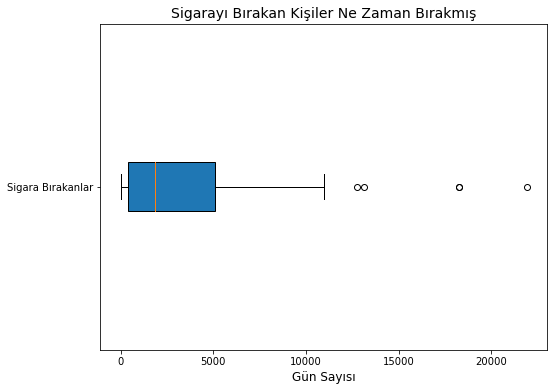 Sigarayı Bırakan Kişiler Ne Zaman Bırakmış
Sigara Bırakanlar
0 5000 10000 15000 20000
Gün Sayısı